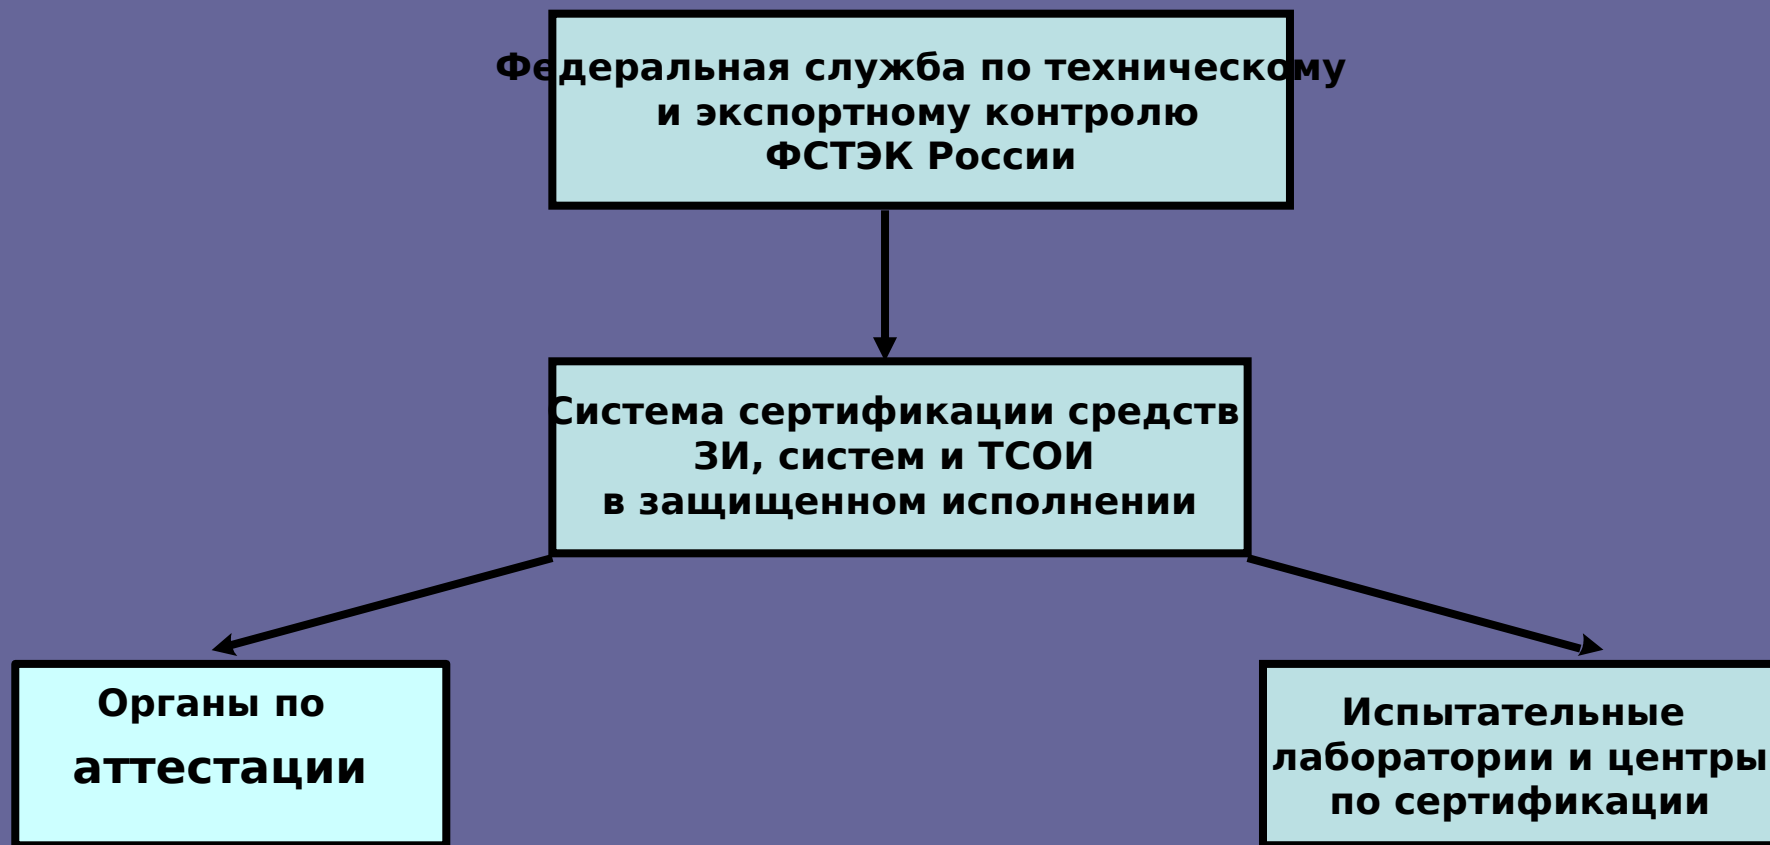 Федеральная служба по техническому
и экспортному контролю
ФСТЭК России
Система сертификации средств
ЗИ, систем и ТСОИ
в защищенном исполнении
Органы по
аттестации
Испытательные
лаборатории и центры
по сертификации